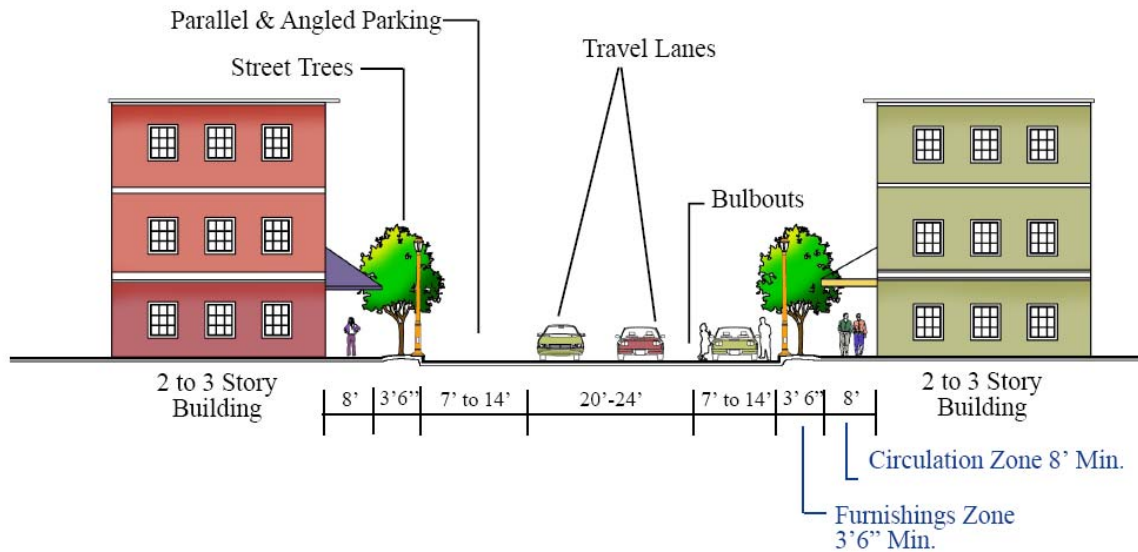 Parallel & Angled Parking
Travel Lanes
Street Trees
Bulbouts
2 to 3 Story
Building
8’
3’6”
7’ to 14’
20’-24’
7’ to 14’
3’ 6”
8’
2 to 3 Story
Building
Circulation Zone 8’ Min.
Furnishings Zone
3’6” Min.